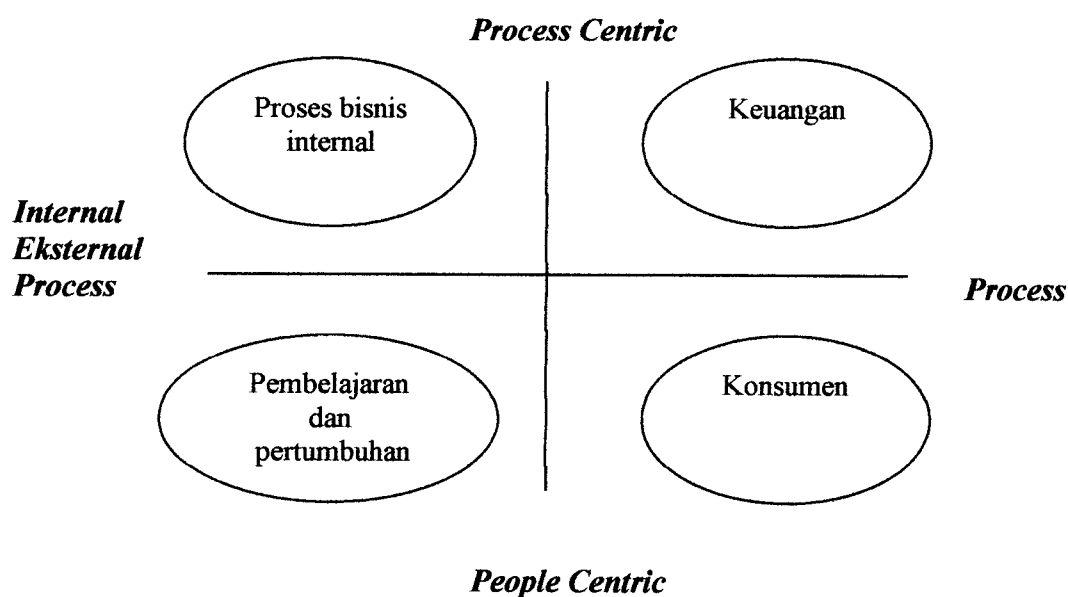 Process Centric
Proses bisnis
internal
Keuangan
Internal
Eksternal
Process
Process
Pembelajaran
dan
pertumbuhan
Konsumen
People Centric